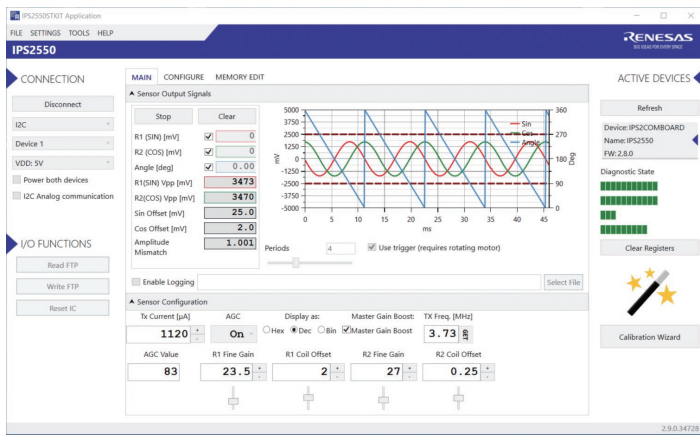 IPS2550STKIT Application
FILE SETTINGS TOOLS HELP
IPS2550
RENESAS
BIG IDEAS FOR EVERY SPACE
CONNECTION
Disconnect
I2C
Device 1
VDD: 5V
Power both devices
I2C Analog communication
I/O FUNCTIONS
Read FTP
Write FTP
Reset IC
MAIN CONFIGURE MEMORY EDIT
Sensor Output Signals
Stop Clear
R1 (SIN) [mV] 0
R2 (COS) [mV] 0
Angle [deg] 0.00
R1(SIN) Vpp [mV] 3473
R2(COS) Vpp [mV] 3470
Sin Offset [mV] 25.0
Cos Offset [mV] 2.0
Amplitude
Mismatch 1.001
5000
3750
2500
1250
0
-1250
-2500
-3750
-5000
mV
360
270
180
90
0
Deg
Sin
Cos
Angle
0 5 10 15 20 25 30 35 40 45
ms
Periods 4 Use trigger (requires rotating motor)
Enable Logging Select File
Sensor Configuration
Tx Current [µA] AGC Display as: Master Gain Boost: TX Freq. [MHz]
1120 On Hex Dec Bin Master Gain Boost 3.73 GET
AGC Value R1 Fine Gain R1 Coil Offset R2 Fine Gain R2 Coil Offset
83 23.5 2 27 0.25
ACTIVE DEVICES
Refresh
Device: IPS2COMBOARD
Name: IPS2550
FW: 2.8.0
Diagnostic State
Clear Registers
Calibration Wizard
2.9.0.34728